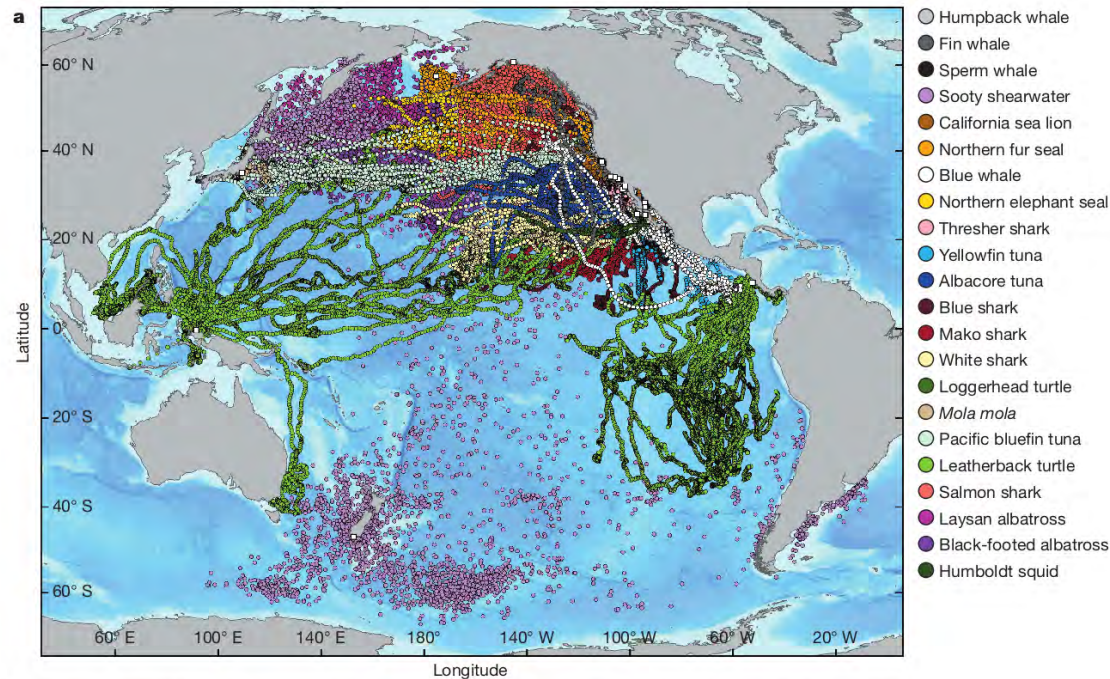 a
60° N
40° N
20° N
0°
20° S
40° S
60° S
60° E
100° E
140° E
180°
140° W
100° W
60° W
20° W
Latitude
Longitude
Humpback whale
Fin whale
Sperm whale
Sooty shearwater
California sea lion
Northern fur seal
Blue whale
Northern elephant seal
Thresher shark
Yellowfin tuna
Albacore tuna
Blue shark
Mako shark
White shark
Loggerhead turtle
Mola mola
Pacific bluefin tuna
Leatherback turtle
Salmon shark
Laysan albatross
Black-footed albatross
Humboldt squid